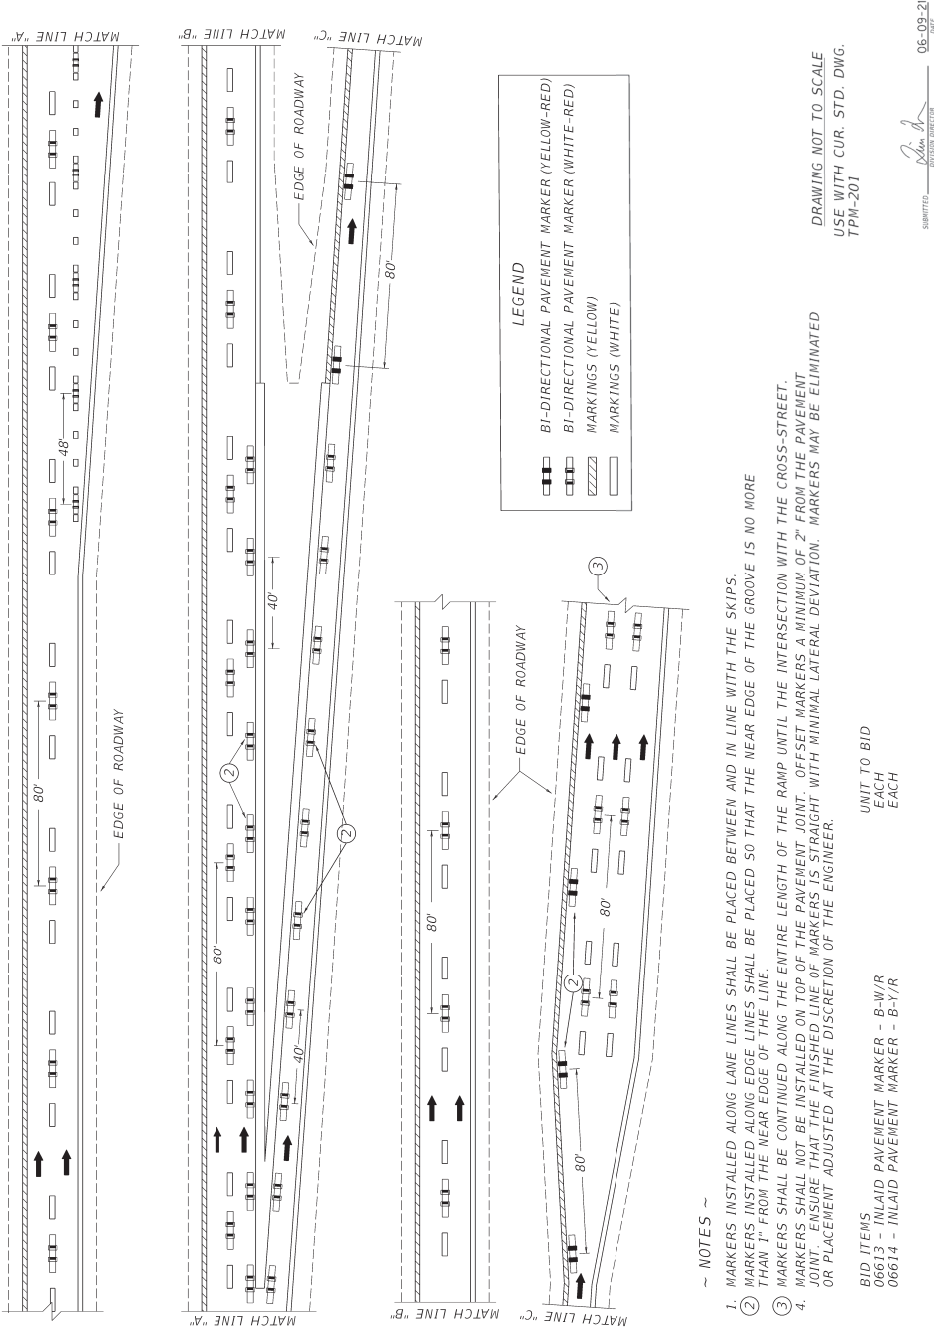 MATCH LINE "A"
80'
48'
EDGE OF ROADWAY
MATCH LINE "A"
MATCH LINE "B"
MATCH LINE "C"
80'
40'
40'
2
2
EDGE OF ROADWAY
80'
MATCH LINE "B"
80'
EDGE OF ROADWAY
MATCH LINE "C"
80'
2
80'
3
LEGEND
BI-DIRECTIONAL PAVEMENT MARKER (YELLOW-RED)
BI-DIRECTIONAL PAVEMENT MARKER (WHITE-RED)
MARKINGS (YELLOW)
MARKINGS (WHITE)
~ NOTES ~
1. MARKERS INSTALLED ALONG LANE LINES SHALL BE PLACED BETWEEN AND IN LINE WITH THE SKIPS.
2 MARKERS INSTALLED ALONG EDGE LINES SHALL BE PLACED SO THAT THE NEAR EDGE OF THE GROOVE IS NO MORE
THAN 1" FROM THE NEAR EDGE OF THE LINE.
3 MARKERS SHALL BE CONTINUED ALONG THE ENTIRE LENGTH OF THE RAMP UNTIL THE INTERSECTION WITH THE CROSS-STREET.
4. MARKERS SHALL NOT BE INSTALLED ON TOP OF THE PAVEMENT JOINT. OFFSET MARKERS A MINIMUM OF 2" FROM THE PAVEMENT
JOINT. ENSURE THAT THE FINISHED LINE OF MARKERS IS STRAIGHT WITH MINIMAL LATERAL DEVIATION. MARKERS MAY BE ELIMINATED
OR PLACEMENT ADJUSTED AT THE DISCRETION OF THE ENGINEER.
BID ITEMS UNIT TO BID
06613 - INLAID PAVEMENT MARKER - B-W/R EACH
06614 - INLAID PAVEMENT MARKER - B-Y/R EACH
DRAWING NOT TO SCALE
USE WITH CUR. STD. DWG.
TPM-201
SUBMITTED 06-09-21
DIVISION DIRECTOR DATE